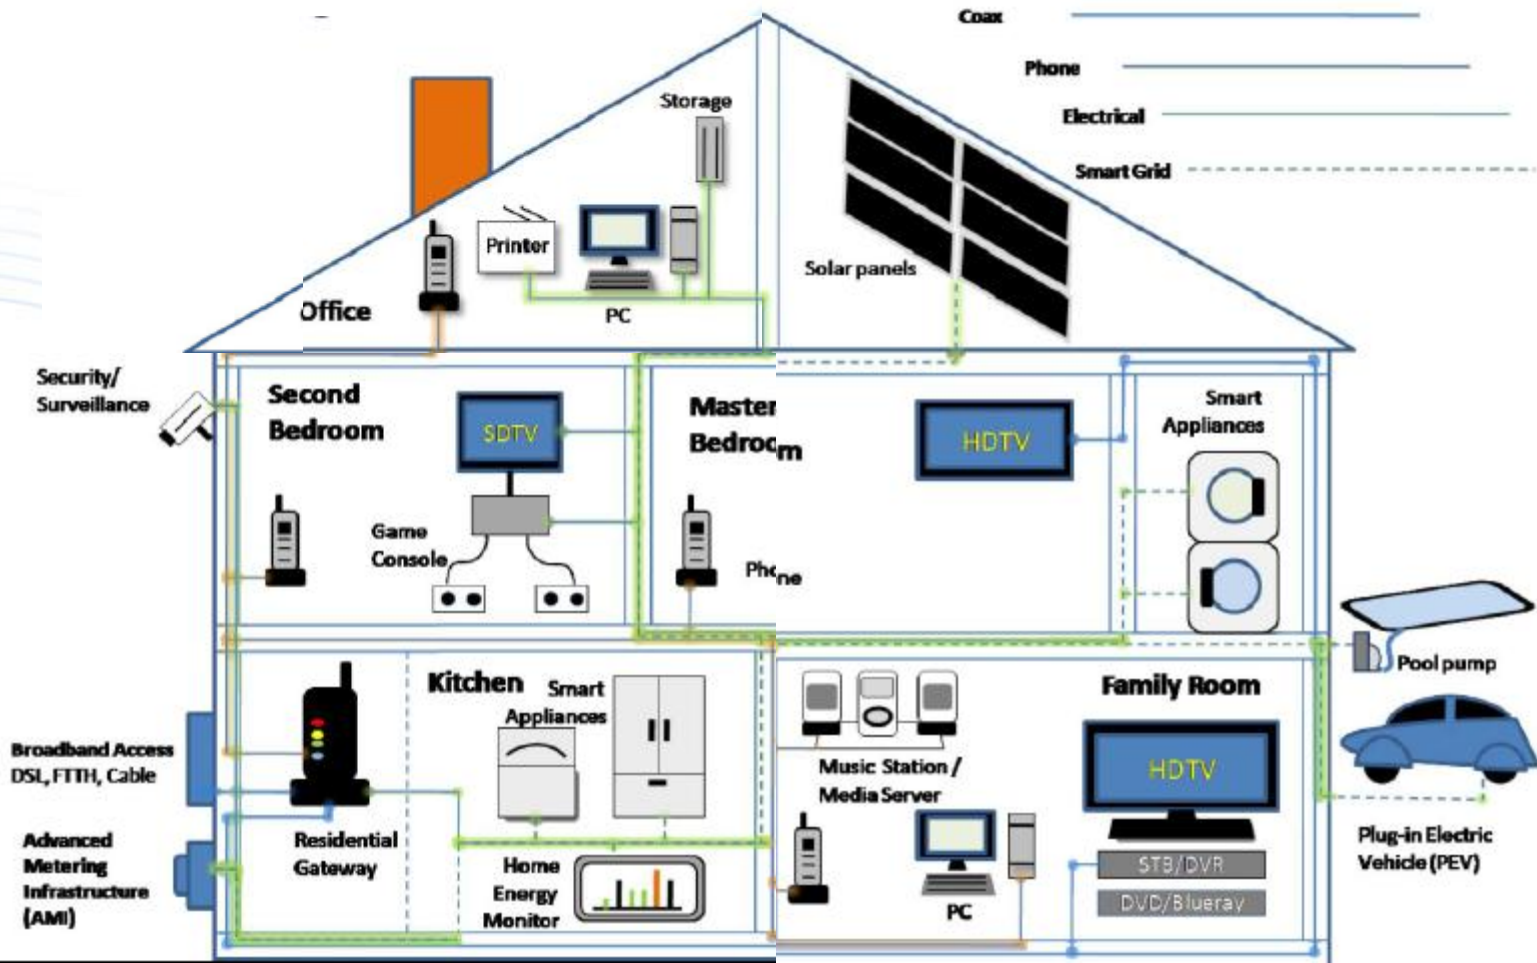 Coax
Phone
Electrical
Smart Grid
Storage
Printer
PC
Office
Solar panels
Security/
Surveillance
Second
Bedroom
SDTV
Game
Console
Master
Bedroom
Phone
HDTV
Smart
Appliances
Pool pump
Plug-in Electric
Vehicle (PEV)
Broadband Access
DSL, FTTH, Cable
Advanced
Metering
Infrastructure
(AMI)
Residential
Gateway
Kitchen
Smart
Appliances
Home
Energy
Monitor
Family Room
Music Station /
Media Server
PC
HDTV
STB/DVR
DVD/Blueray